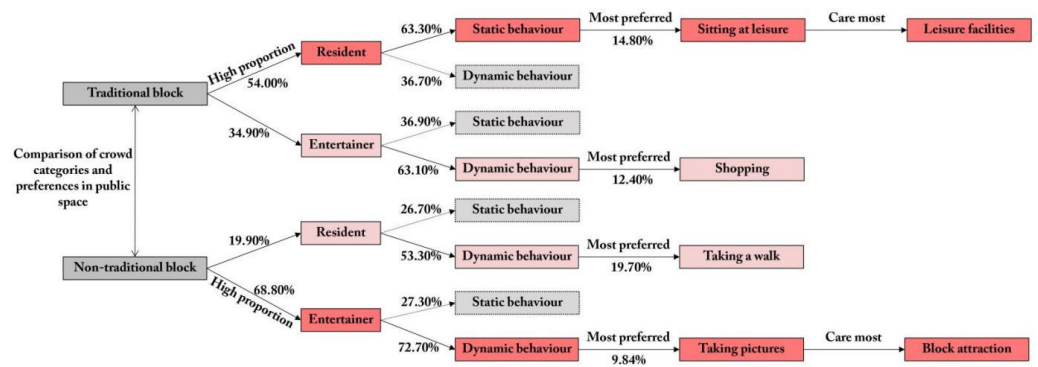 63.30%
Static behaviour
Most preferred
14.80%
Sitting at leisure
Care most
Leisure facilities
High proportion
54.00%
Resident
36.70%
Dynamic behaviour
Traditional block
34.90%
Entertainer
36.90%
Static behaviour
63.10%
Dynamic behaviour
Most preferred
12.40%
Shopping
Comparison of crowd
categories and
preferences in public
space
26.70%
Static behaviour
19.90%
Resident
53.30%
Dynamic behaviour
Most preferred
19.70%
Taking a walk
Non-traditional block
68.80%
High proportion
Entertainer
27.30%
Static behaviour
72.70%
Dynamic behaviour
Most preferred
9.84%
Taking pictures
Care most
Block attraction